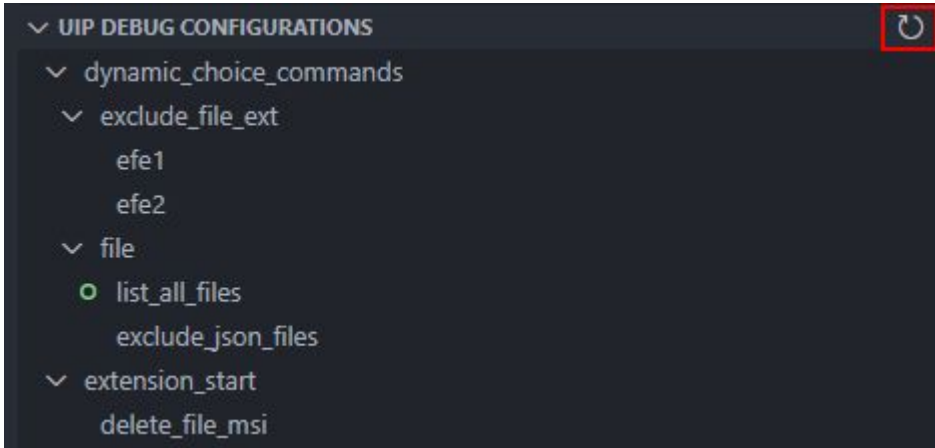 UIP DEBUG CONFIGURATIONS
dynamic_choice_commands
exclude_file_ext
efe1
efe2
file
list_all_files
exclude_json_files
extension_start
delete_file_msi